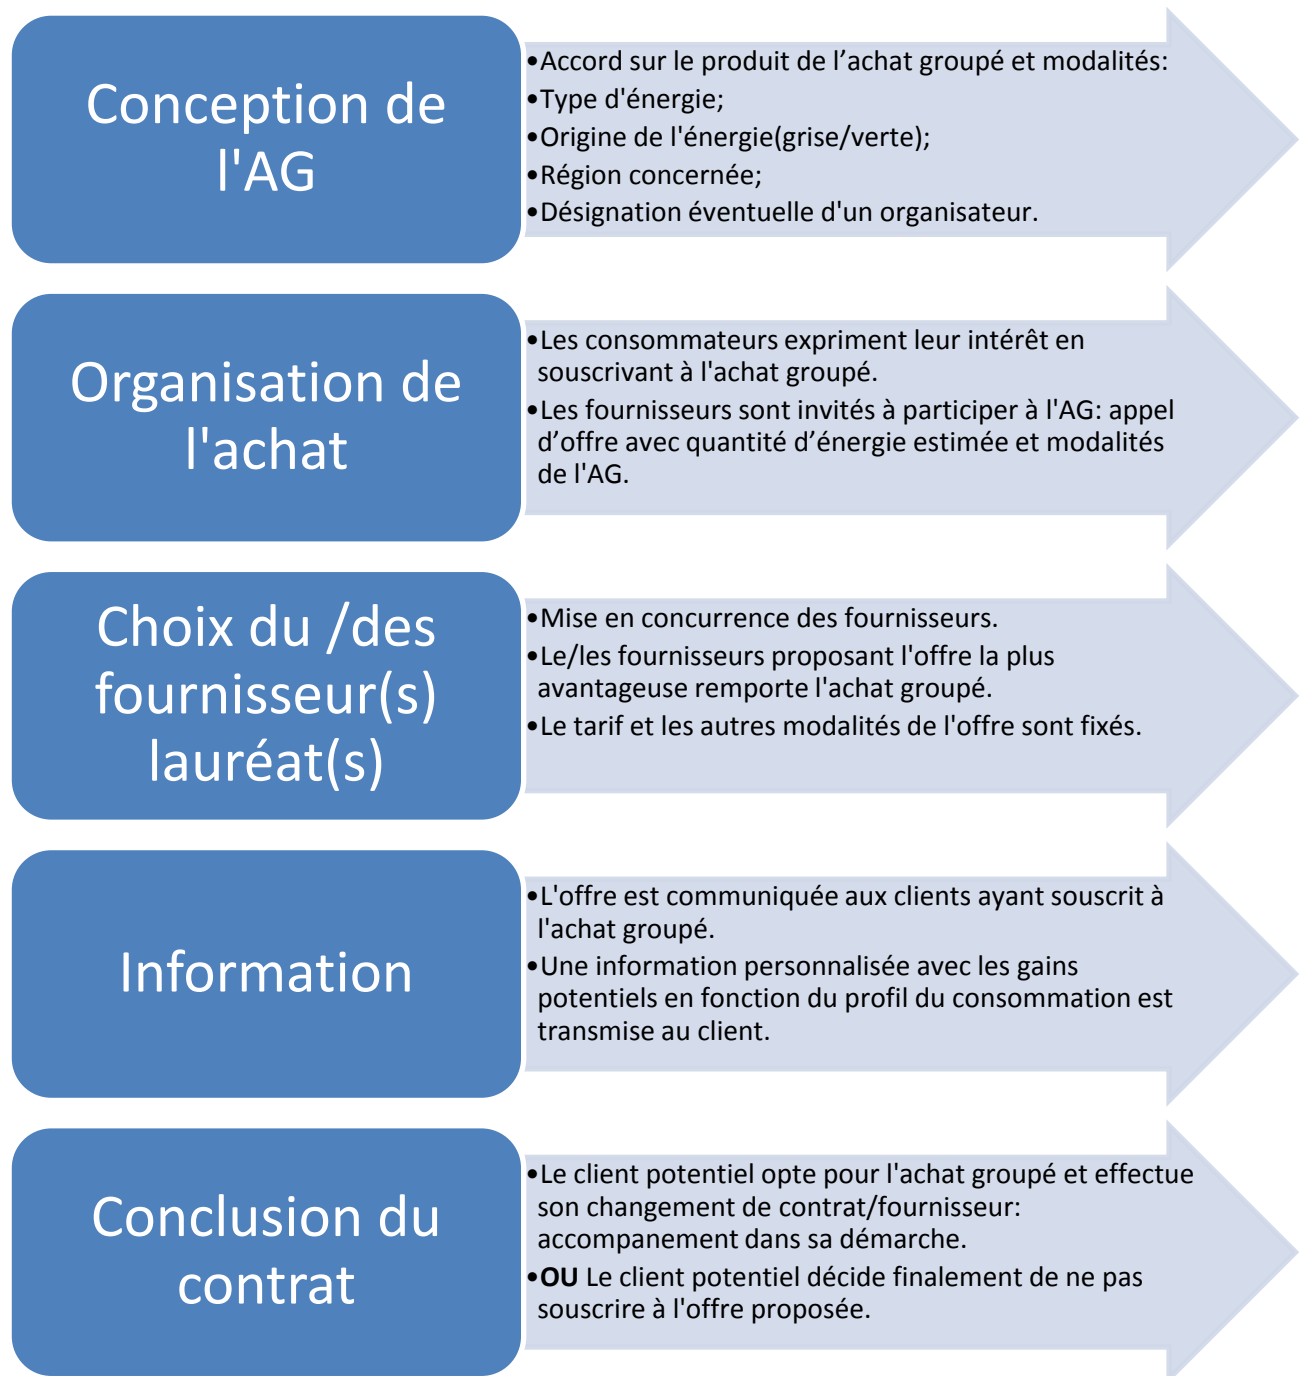 Conception de
l'AG
•Accord sur le produit de l’achat groupé et modalités:
•Type d'énergie;
•Origine de l'énergie(grise/verte);
•Région concernée;
•Désignation éventuelle d'un organisateur.
Organisation de
l'achat
•Les consommateurs expriment leur intérêt en
souscrivant à l'achat groupé.
•Les fournisseurs sont invités à participer à l'AG: appel
d’offre avec quantité d’énergie estimée et modalités
de l'AG.
Choix du /des
fournisseur(s)
lauréat(s)
•Mise en concurrence des fournisseurs.
•Le/les fournisseurs proposant l'offre la plus
avantageuse remporte l'achat groupé.
•Le tarif et les autres modalités de l'offre sont fixés.
Information
•L'offre est communiquée aux clients ayant souscrit à
l'achat groupé.
•Une information personnalisée avec les gains
potentiels en fonction du profil du consommation est
transmise au client.
Conclusion du
contrat
•Le client potentiel opte pour l'achat groupé et effectue
son changement de contrat/fournisseur:
accompanement dans sa démarche.
•OU Le client potentiel décide finalement de ne pas
souscrire à l'offre proposée.